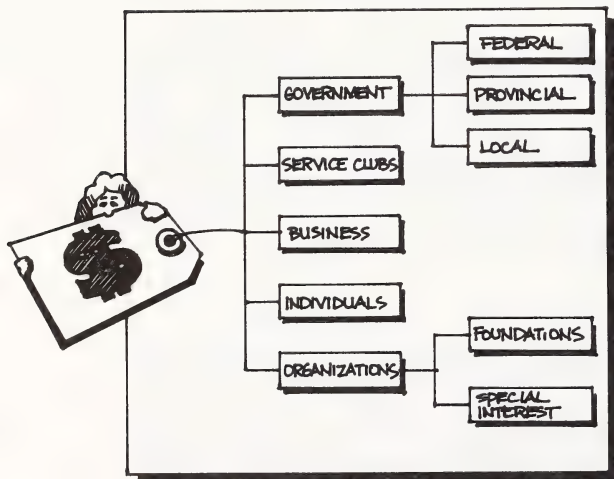 FEDERAL
GOVERNMENT
PROVINCIAL
LOCAL
SERVICE CLUBS
$
BUSINESS
INDIVIDUALS
FOUNDATIONS
ORGANIZATIONS
SPECIAL
INTEREST